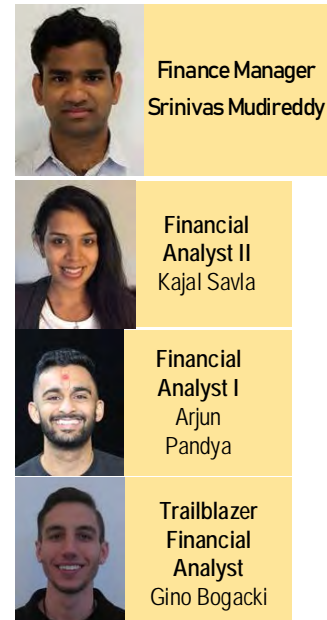 Finance Manager
Srinivas Mudireddy
Financial
Analyst II
Kajal Savla
Financial
Analyst I
Arjun
Pandya
Trailblazer
Financial
Analyst
Gino Bogacki